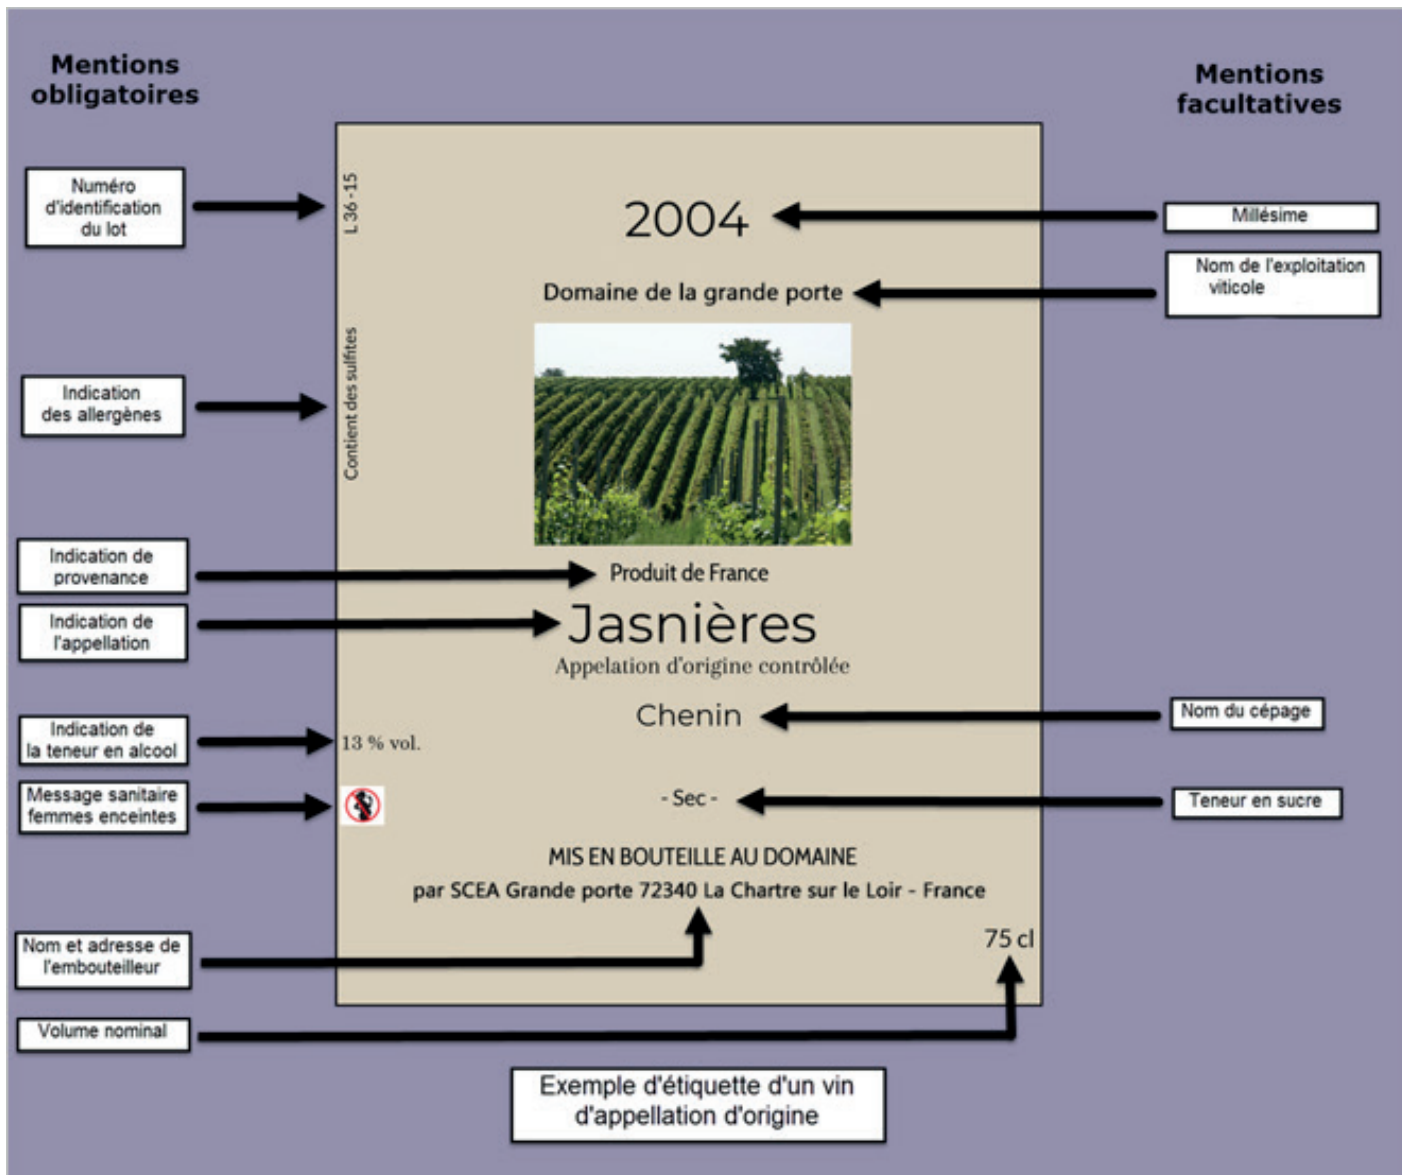 Mentions
obligatoires
Mentions
facultatives
Numéro
d'identification
du lot
L 36 -15
2004
Millésime
Domaine de la grande porte
Nom de l'exploitation
viticole
Indication
des allergènes
Contient des sulfites
Indication de
provenance
Produit de France
Indication de
l'appellation
Jasnières
Appelation d'origine contrôlée
Chenin
Nom du cépage
Indication de
la teneur en alcool
13 % vol.
Message sanitaire
femmes enceintes
- Sec -
Teneur en sucre
MIS EN BOUTEILLE AU DOMAINE
par SCEA Grande porte 72340 La Chartre sur le Loir - France
Nom et adresse de
l'embouteilleur
75 cl
Volume nominal
Exemple d'étiquette d'un vin
d'appellation d'origine